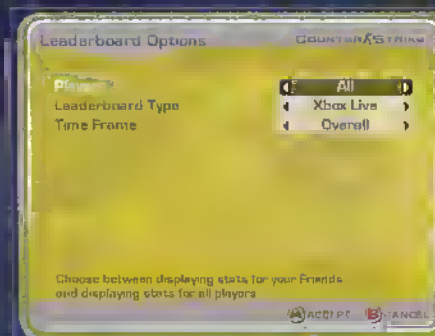 Leaderboard Options
COUNTER STRIKE
Players
All
Leaderboard Type
Xbox Live
Time Frame
Overall
Choose between displaying stats for your Friends
and displaying stats for all players
A ACCEPT B CANCEL